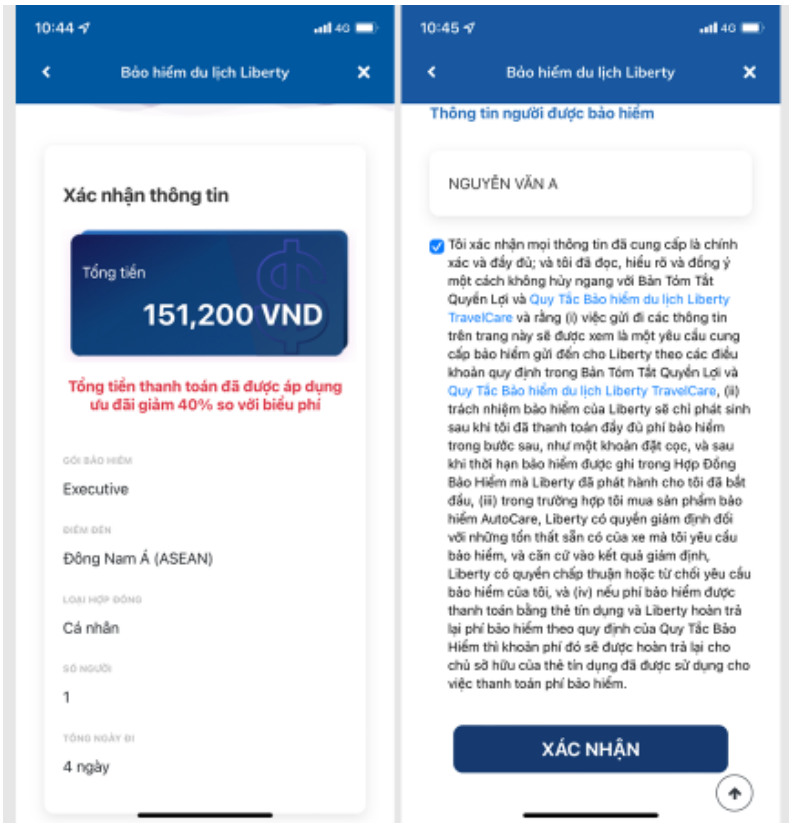 10:44
4G
Bảo hiểm du lịch Liberty
Xác nhận thông tin
Tổng tiền
151,200 VND
Tổng tiền thanh toán đã được áp dụng
ưu đãi giảm 40% so với biểu phí
GÓI BẢO HIỂM
Executive
ĐIỂM ĐẾN
Đông Nam Á (ASEAN)
LOẠI HỢP ĐỒNG
Cá nhân
SỐ NGƯỜI
1
TỔNG NGÀY ĐI
4 ngày
10:45
4G
Bảo hiểm du lịch Liberty
Thông tin người được bảo hiểm
NGUYỄN VĂN A
Tôi xác nhận mọi thông tin đã cung cấp là chính
xác và đầy đủ; và tôi đã đọc, hiểu rõ và đồng ý
một cách không hủy ngang với Bản Tóm Tắt
Quyền Lợi và Quy Tắc Bảo hiểm du lịch Liberty
TravelCare và rằng (i) việc gửi đi các thông tin
trên trang này sẽ được xem là một yêu cầu cung
cấp bảo hiểm gửi đến cho Liberty theo các điều
khoản quy định trong Bản Tóm Tắt Quyền Lợi và
Quy Tắc Bảo hiểm du lịch Liberty TravelCare, (ii)
trách nhiệm bảo hiểm của Liberty sẽ chỉ phát sinh
sau khi tôi đã thanh toán đầy đủ phí bảo hiểm
trong bước sau, như một khoản đặt cọc, và sau
khi thời hạn bảo hiểm được ghi trong Hợp Đồng
Bảo Hiểm mà Liberty đã phát hành cho tôi đã bắt
đầu, (iii) trong trường hợp tôi mua sản phẩm bảo
hiểm AutoCare, Liberty có quyền giám định đối
với những tổn thất sẵn có của xe mà tôi yêu cầu
bảo hiểm, và căn cứ vào kết quả giám định,
Liberty có quyền chấp thuận hoặc từ chối yêu cầu
bảo hiểm của tôi, và (iv) nếu phí bảo hiểm được
thanh toán bằng thẻ tín dụng và Liberty hoàn trả
lại phí bảo hiểm theo quy định của Quy Tắc Bảo
Hiểm thì khoản phí đó sẽ được hoàn trả lại cho
chủ sở hữu của thẻ tín dụng đã được sử dụng cho
việc thanh toán phí bảo hiểm.
XÁC NHẬN